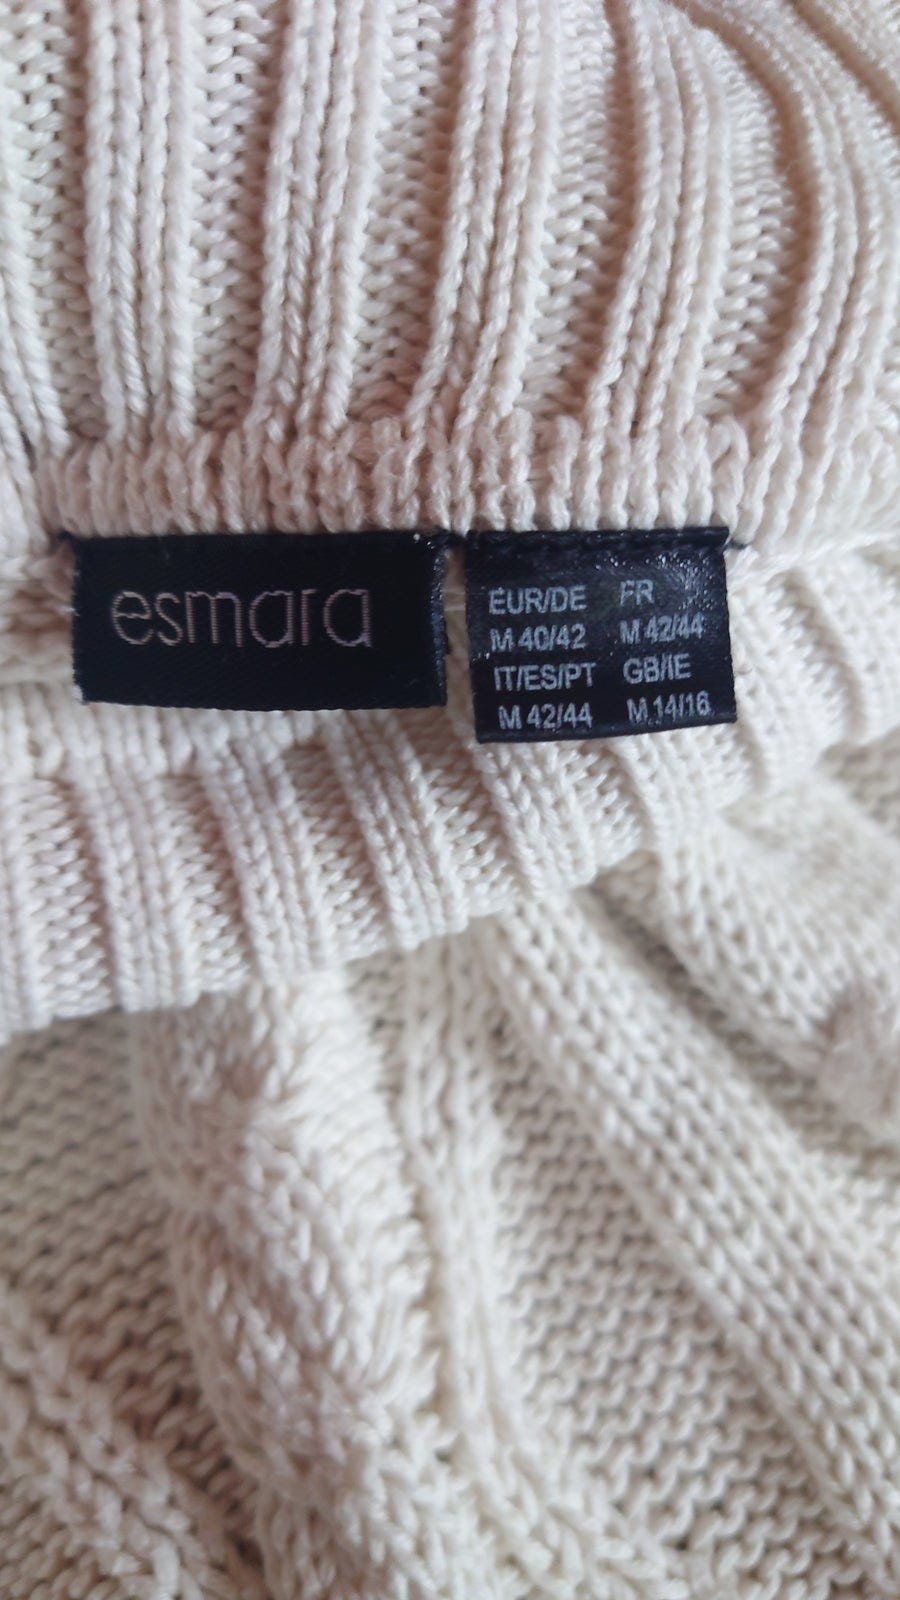 esmara
EUR/DE FR
M 40/42 M 42/44
IT/ES/PT GB/IE
M 42/44 M 14/16